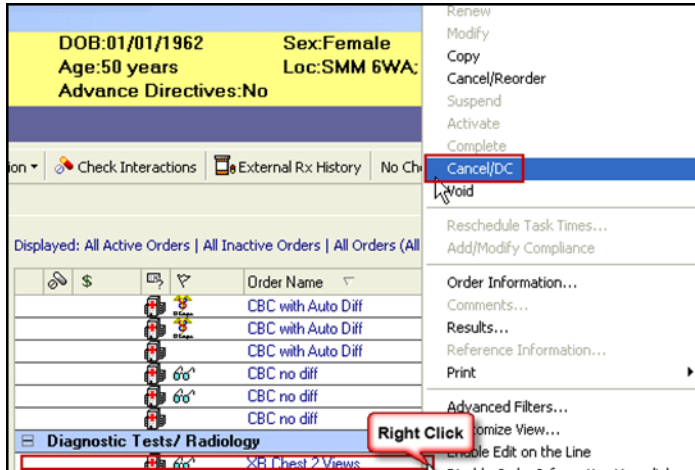 DOB:01/01/1962 Sex:Female
Age:50 years Loc:SMM 6WA;
Advance Directives:No
ion Check Interactions External Rx History No Ch
Displayed: All Active Orders | All Inactive Orders | All Orders (All
$ Order Name
CBC with Auto Diff
CBC with Auto Diff
CBC with Auto Diff
CBC no diff
CBC no diff
CBC no diff
Diagnostic Tests/ Radiology
XR Chest 2 Views
Renew
Modify
Copy
Cancel/Reorder
Suspend
Activate
Complete
Cancel/DC
Void
Reschedule Task Times...
Add/Modify Compliance
Order Information...
Comments...
Results...
Reference Information...
Print
Advanced Filters...
omize View...
Enable Edit on the Line
Right Click